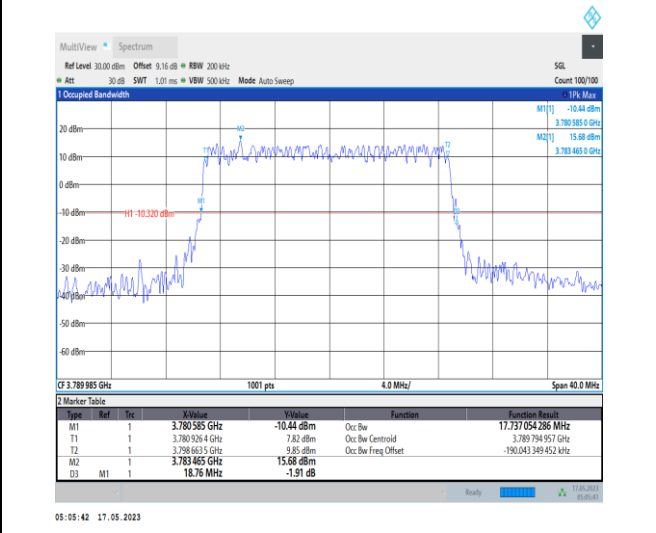 MultiView Spectrum
Ref Level 30.00 dBm Offset 9.16 dB RBW 200 kHz SGL
Att 30 dB SWT 1.01 ms VBW 500 kHz Mode Auto Sweep Count 100/100
1 Occupied Bandwidth 1Pk Max
M1[1] -10.44 dBm
3.780 585 0 GHz
M2[1] 15.68 dBm
3.783 465 0 GHz
20 dBm
M2
T1
T2
10 dBm
0 dBm
M1
-10 dBm
H1 -10.320 dBm
-20 dBm
-30 dBm
-40 dBm
-50 dBm
-60 dBm
CF 3.789 985 GHz 1001 pts 4.0 MHz/ Span 40.0 MHz
2 Marker Table
Type Ref Trc X-Value Y-Value Function Function Result
M1 1 3.780 585 GHz -10.44 dBm Occ Bw 17.737 054 286 MHz
T1 1 3.780 926 4 GHz 7.82 dBm Occ Bw Centroid 3.789 794 957 GHz
T2 1 3.798 663 5 GHz 9.85 dBm Occ Bw Freq Offset -190.043 349 452 kHz
M2 1 3.783 465 GHz 15.68 dBm
D3 M1 1 18.76 MHz -1.91 dB
Ready 17.05.2023
05:05:41
05:05:42 17.05.2023